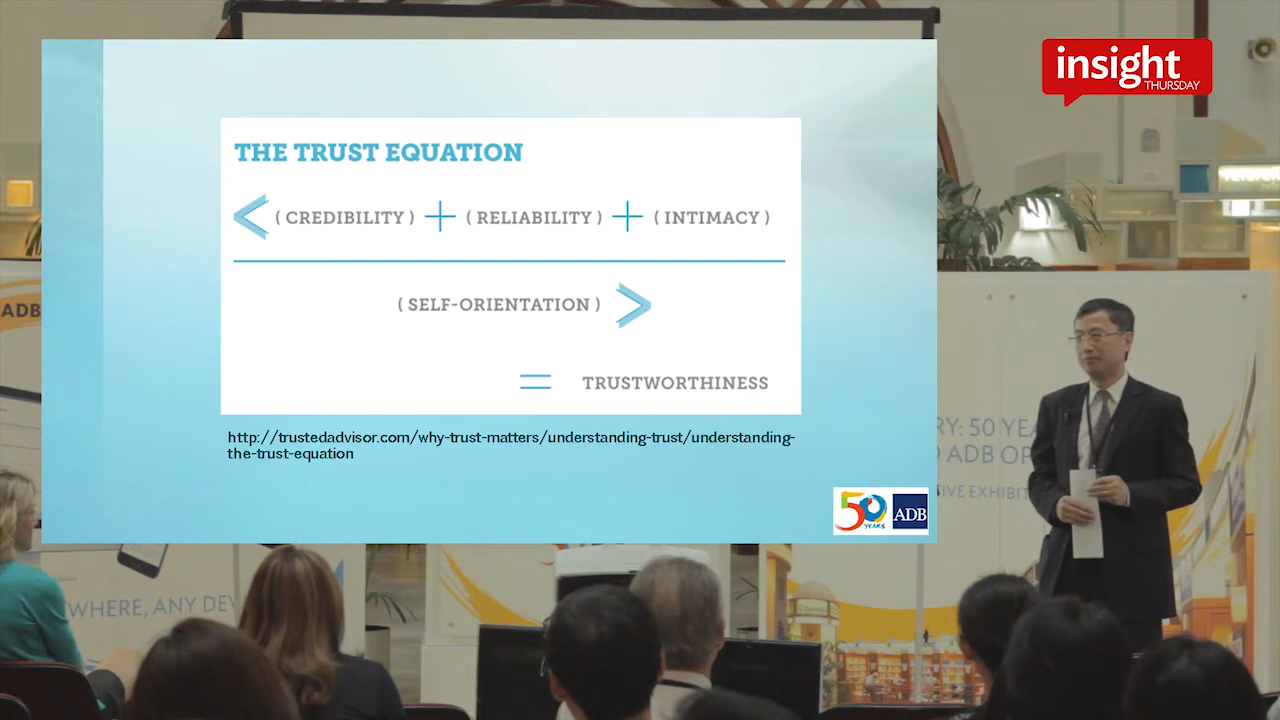 insight
THURSDAY
THE TRUST EQUATION
( CREDIBILITY ) + ( RELIABILITY ) + ( INTIMACY )
( SELF-ORIENTATION )
= TRUSTWORTHINESS
http://trustedadvisor.com/why-trust-matters/understanding-trust/understanding-
the-trust-equation
50
YEARS
ADB
ADB
RY: 50 YEA
ADB OP
TIVE EXHIBIT
WHERE, ANY DEV